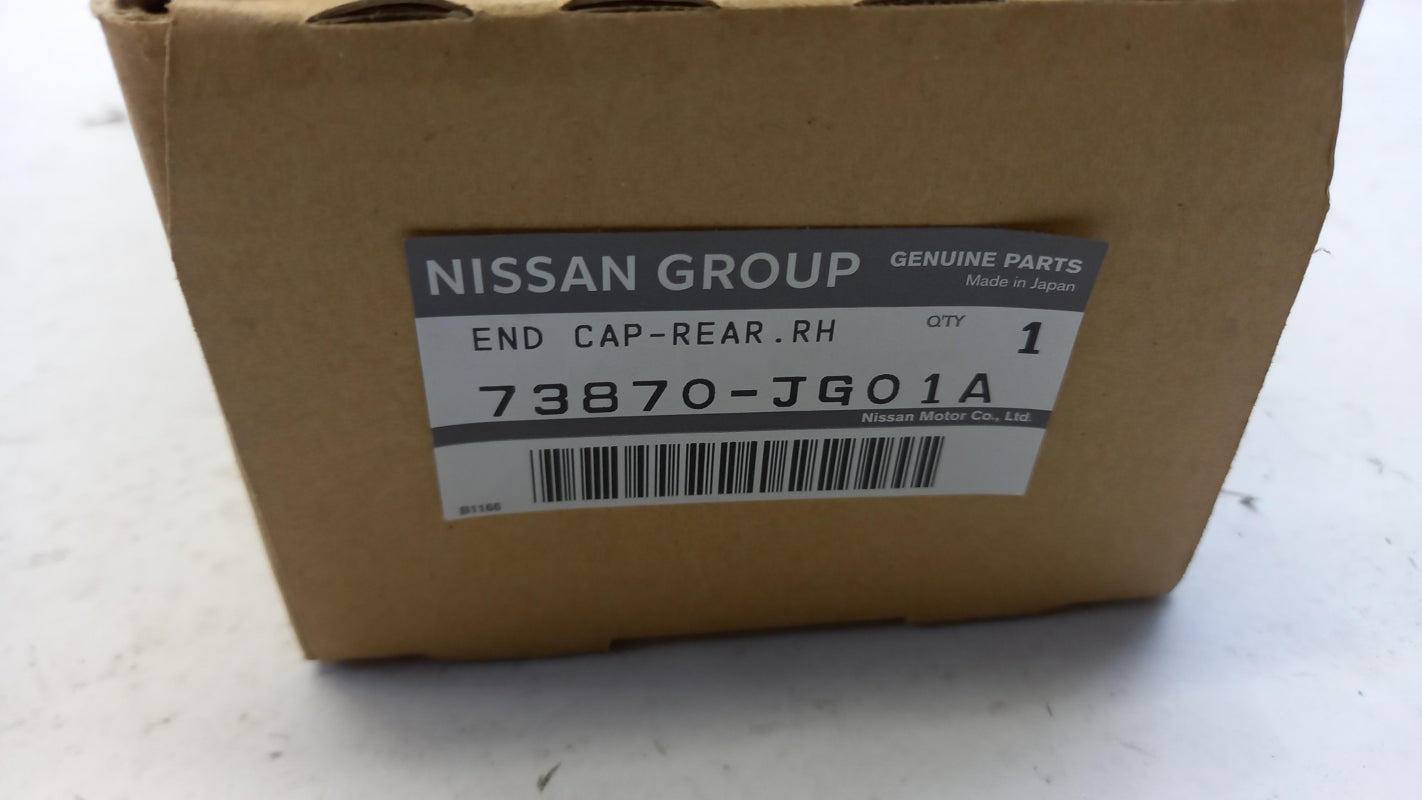 NISSAN GROUP
GENUINE PARTS
Made in Japan
END CAP-REAR.RH
Q'TY 1
73870-JG01A
Nissan Motor Co., Ltd.
B1166